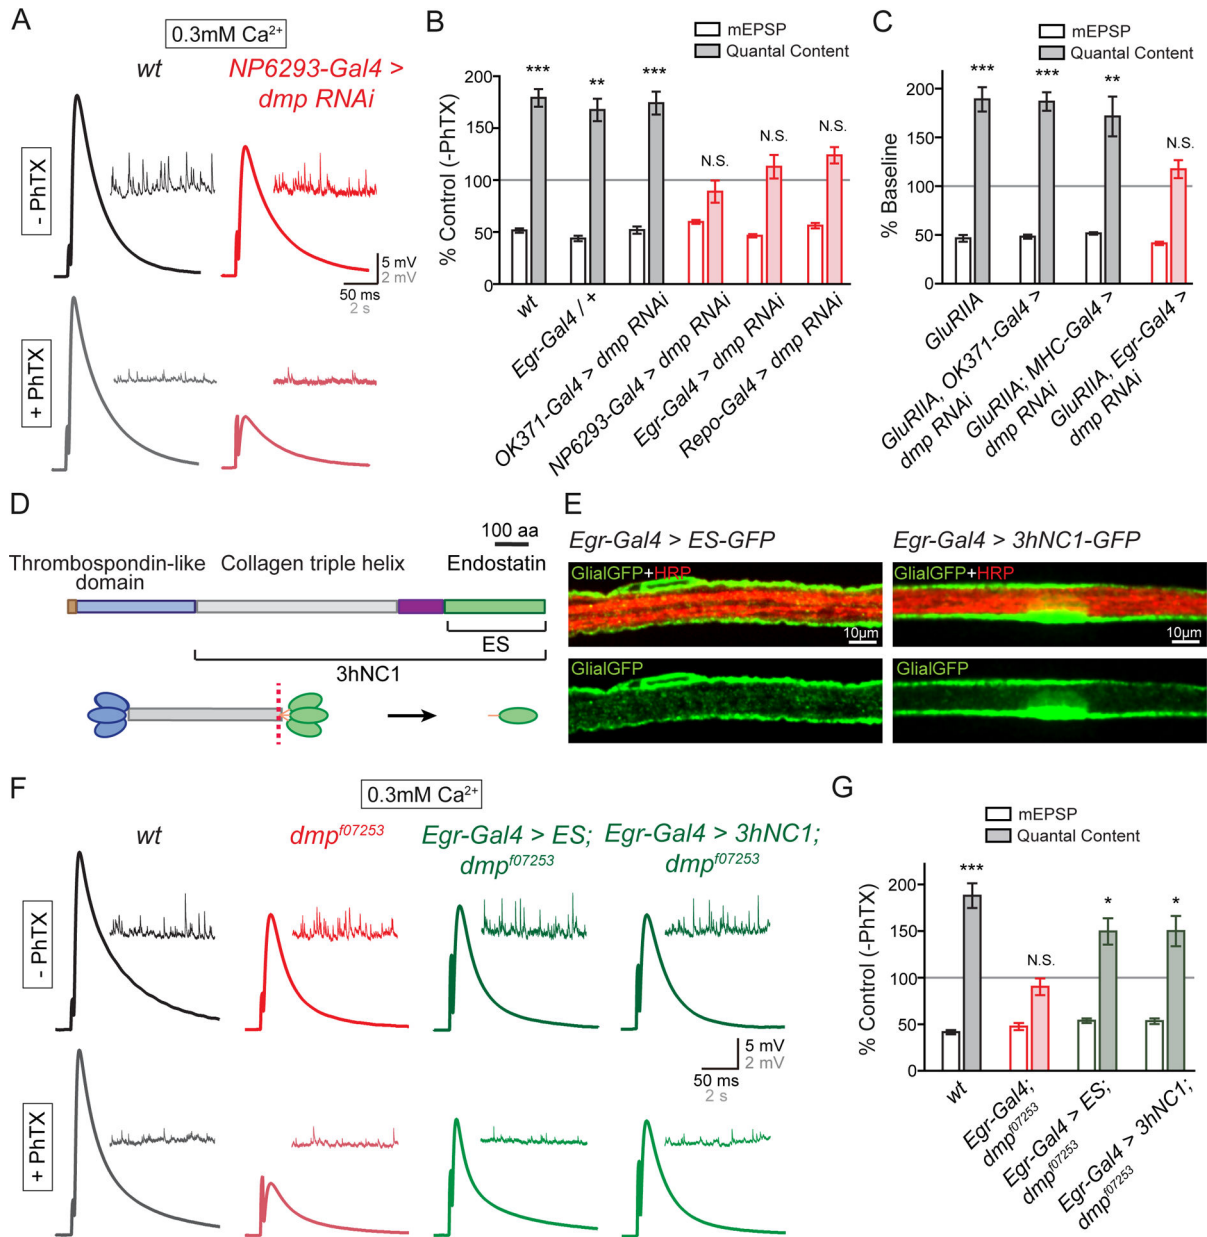 A
0.3mM Ca²⁺
wt
NP6293-Gal4 >
dmp RNAi
- PhTX
+ PhTX
5 mV
2 mV
50 ms
2 s
B
mEPSP
Quantal Content
% Control (-PhTX)
200
150
100
50
0
***
**
***
N.S.
N.S.
N.S.
wt
Egr-Gal4 / +
OK371-Gal4 > dmp RNAi
NP6293-Gal4 > dmp RNAi
Egr-Gal4 > dmp RNAi
Repo-Gal4 > dmp RNAi
C
mEPSP
Quantal Content
% Baseline
200
150
100
50
0
***
***
**
N.S.
GluRIIA
GluRIIA, OK371-Gal4 >
dmp RNAi
GluRIIA; MHC-Gal4 >
dmp RNAi
GluRIIA, Egr-Gal4 >
dmp RNAi
D
100 aa
Thrombospondin-like
domain
Collagen triple helix
Endostatin
ES
3hNC1
E
Egr-Gal4 > ES-GFP
Egr-Gal4 > 3hNC1-GFP
GlialGFP+HRP
10µm
GlialGFP+HRP
10µm
GlialGFP
GlialGFP
F
0.3mM Ca²⁺
wt
dmpᶠ⁰⁷²⁵³
Egr-Gal4 > ES;
dmpᶠ⁰⁷²⁵³
Egr-Gal4 > 3hNC1;
dmpᶠ⁰⁷²⁵³
- PhTX
+ PhTX
5 mV
2 mV
50 ms
2 s
G
mEPSP
Quantal Content
% Control (-PhTX)
200
150
100
50
0
***
N.S.
*
*
wt
Egr-Gal4;
dmpᶠ⁰⁷²⁵³
Egr-Gal4 > ES;
dmpᶠ⁰⁷²⁵³
Egr-Gal4 > 3hNC1;
dmpᶠ⁰⁷²⁵³